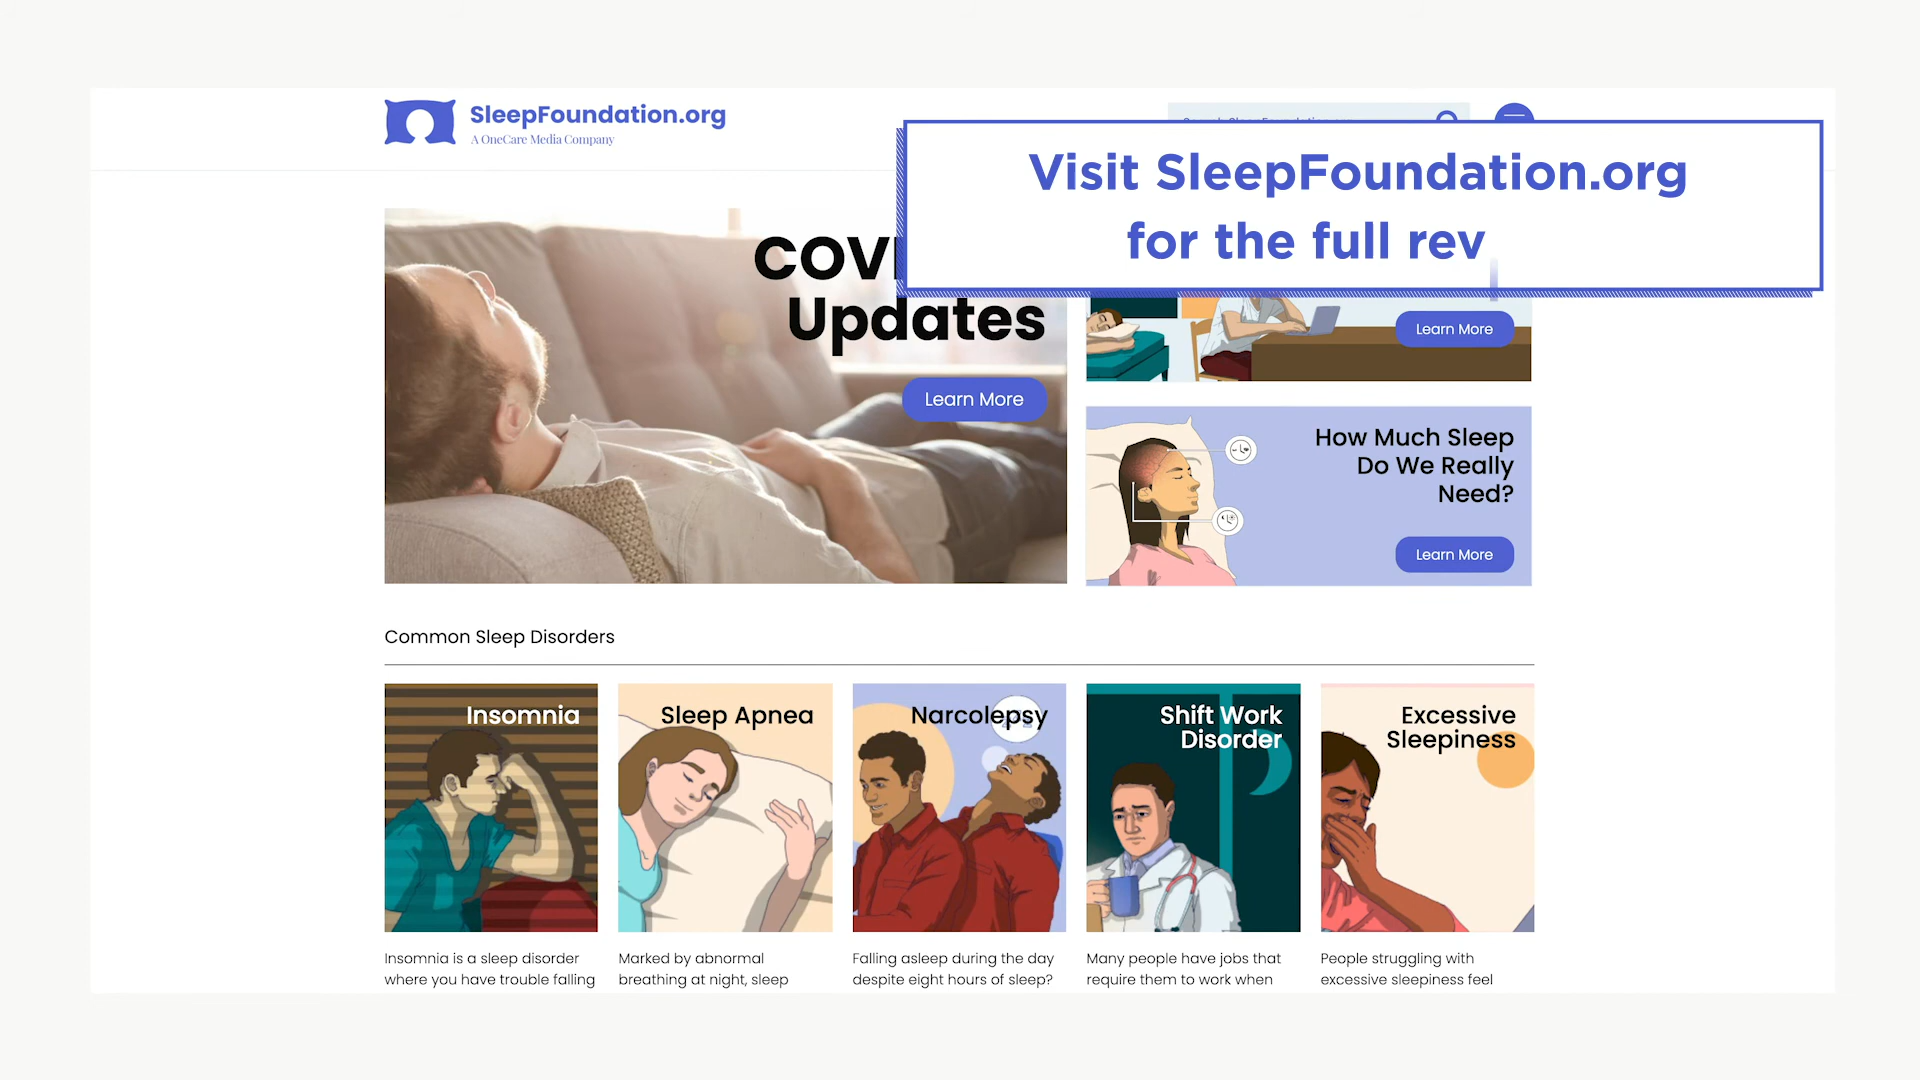 SleepFoundation.org
A OneCare Media Company
Visit SleepFoundation.org
for the full rev
COVI
Updates
Learn More
Learn More
How Much Sleep
Do We Really
Need?
Learn More
Common Sleep Disorders
Insomnia
Sleep Apnea
Narcolepsy
Shift Work
Disorder
Excessive
Sleepiness
Insomnia is a sleep disorder
where you have trouble falling
Marked by abnormal
breathing at night, sleep
Falling asleep during the day
despite eight hours of sleep?
Many people have jobs that
require them to work when
People struggling with
excessive sleepiness feel